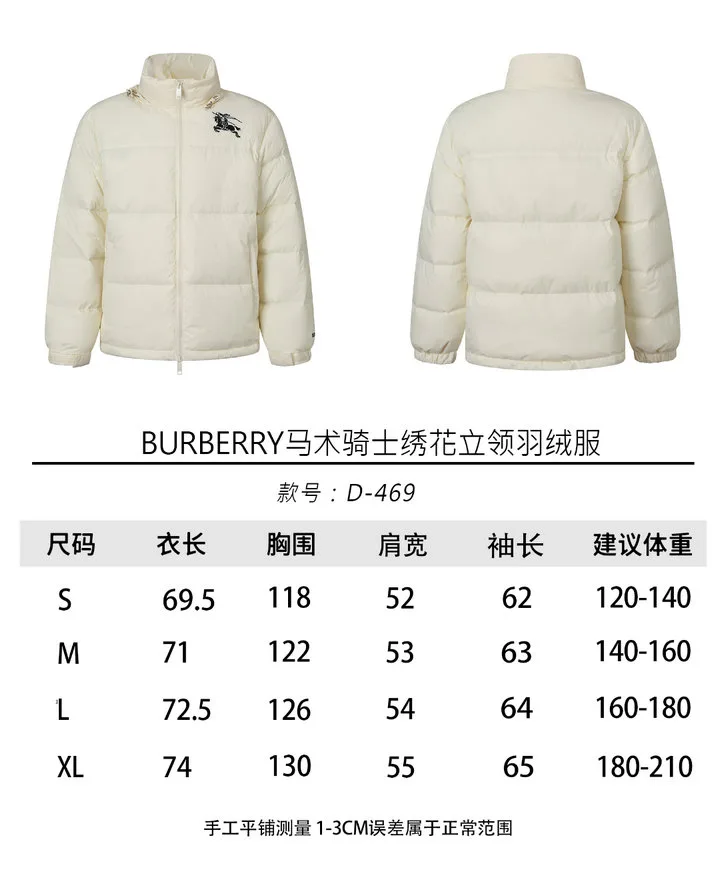 BURBERRY马术骑士绣花立领羽绒服
款号：D-469
尺码 衣长 胸围 肩宽 袖长 建议体重
S 69.5 118 52 62 120-140
M 71 122 53 63 140-160
L 72.5 126 54 64 160-180
XL 74 130 55 65 180-210
手工平铺测量 1-3CM误差属于正常范围